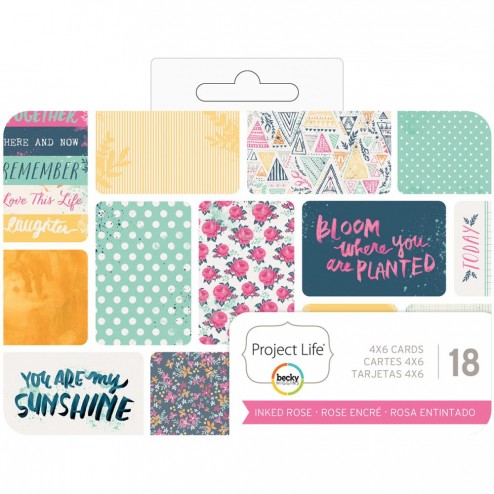 TOGETHER
HERE AND NOW
REMEMBER
Love This Life
laughter
BLOOM
where you
are PLANTED
TODAY
YOU ARE my
SUNSHINE
Project Life®
becky
4X6 CARDS
CARTES 4X6
TARJETAS 4X6
18
INKED ROSE • ROSE ENCRÉ • ROSA ENTINTADO